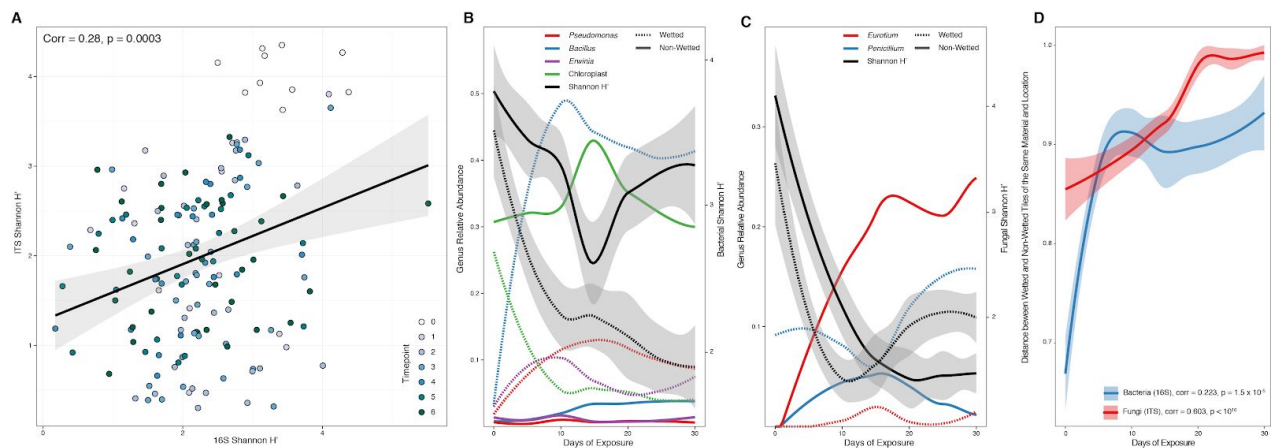 A
Corr = 0.28, p = 0.0003
ITS Shannon H'
4
3
2
1
0
2
4
16S Shannon H'
Timepoint
0
1
2
3
4
5
6
B
Pseudomonas
Bacillus
Erwinia
Chloroplast
Shannon H'
Wetted
Non-Wetted
Genus Relative Abundance
0.5
0.4
0.3
0.2
0.1
Bacterial Shannon H'
4
3
2
0
10
20
30
Days of Exposure
C
Eurotium
Penicillium
Shannon H'
Wetted
Non-Wetted
Genus Relative Abundance
0.3
0.2
0.1
Fungal Shannon H'
4
3
2
0
10
20
30
Days of Exposure
D
Distance beween Wetted and Non-Wetted Tiles of the Same Material and Location
1.0
0.9
0.8
0.7
Bacteria (16S), corr = 0.223, p = 1.5 x 10
Fungi (ITS), corr = 0.603, p < 10
0
10
20
30
Days of Exposure